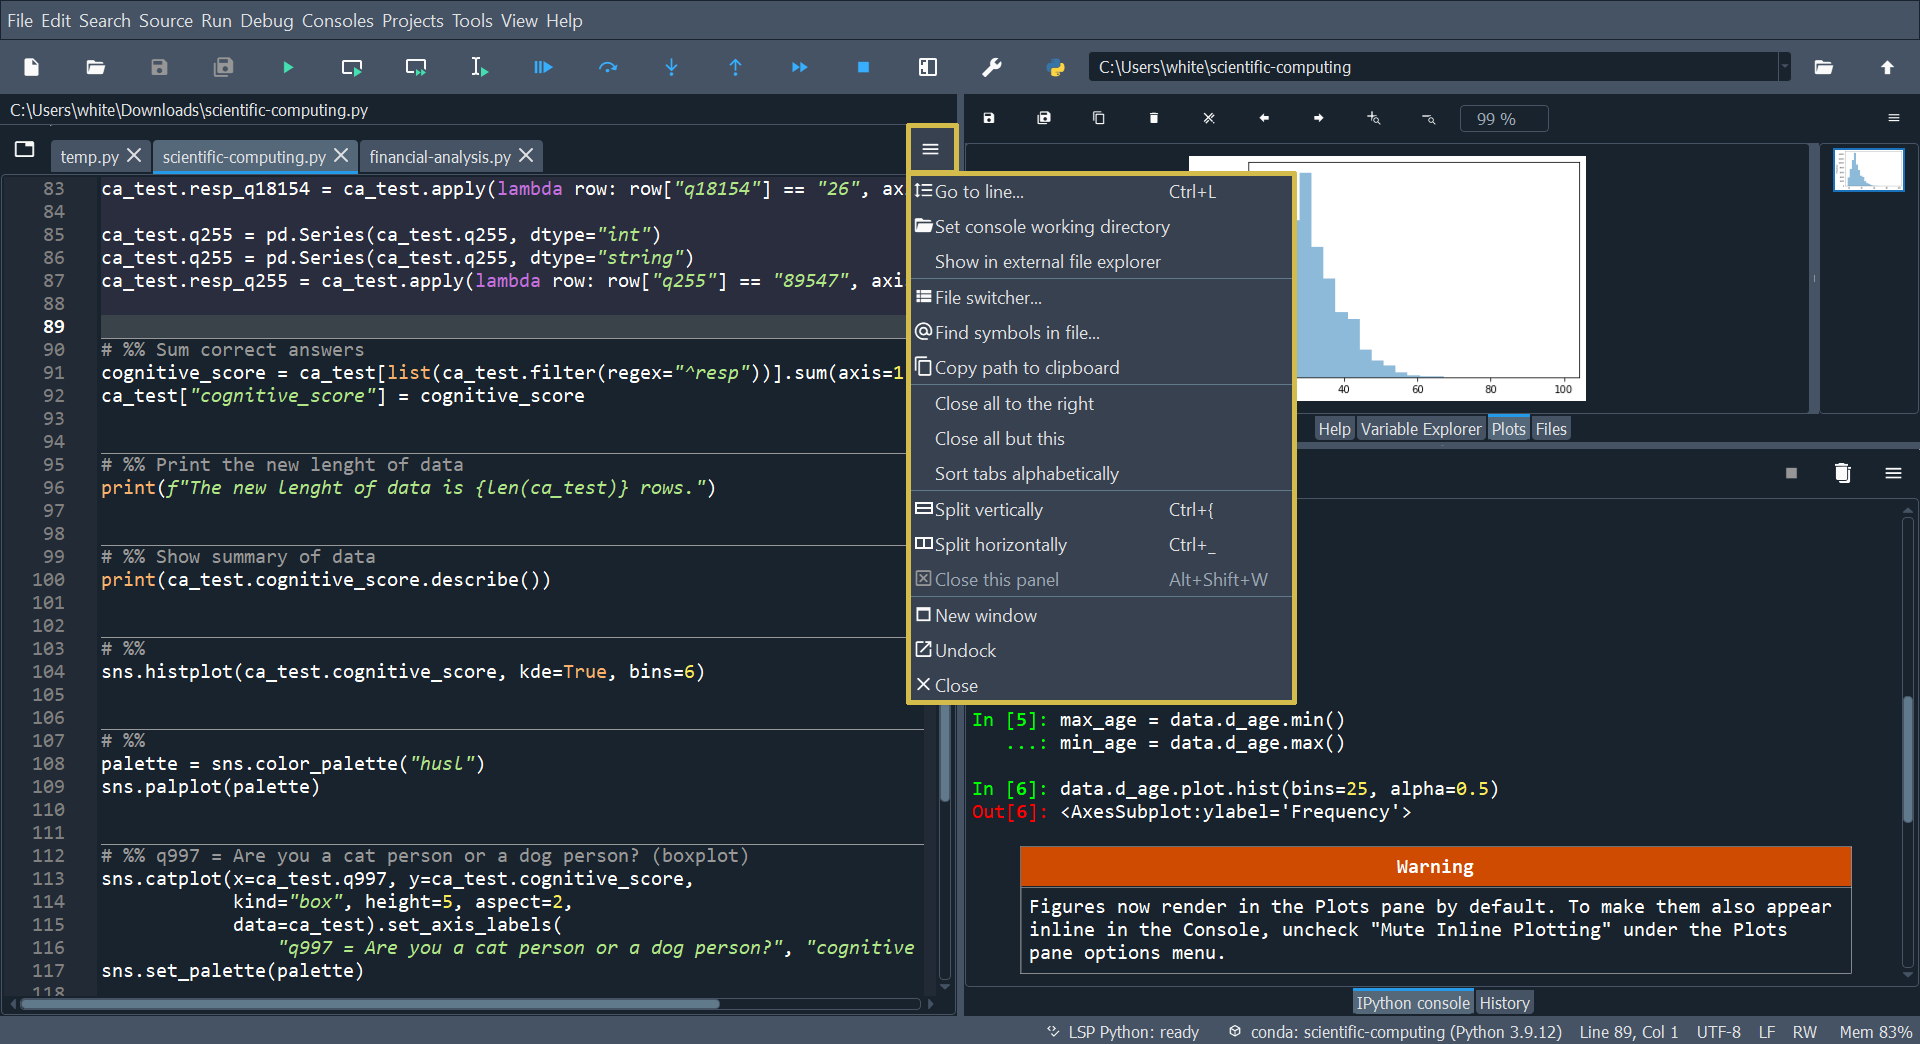 File Edit Search Source Run Debug Consoles Projects Tools View Help
C:\Users\white\scientific-computing
C:\Users\white\Downloads\scientific-computing.py
temp.py
scientific-computing.py
financial-analysis.py
83 ca_test.resp_q18154 = ca_test.apply(lambda row: row["q18154"] == "26", ax
84
85 ca_test.q255 = pd.Series(ca_test.q255, dtype="int")
86 ca_test.q255 = pd.Series(ca_test.q255, dtype="string")
87 ca_test.resp_q255 = ca_test.apply(lambda row: row["q255"] == "89547", axi
88
89
90 # %% Sum correct answers
91 cognitive_score = ca_test[list(ca_test.filter(regex="^resp"))].sum(axis=1
92 ca_test["cognitive_score"] = cognitive_score
93
94
95 # %% Print the new lenght of data
96 print(f"The new lenght of data is {len(ca_test)} rows.")
97
98
99 # %% Show summary of data
100 print(ca_test.cognitive_score.describe())
101
102
103 # %%
104 sns.histplot(ca_test.cognitive_score, kde=True, bins=6)
105
106
107 # %%
108 palette = sns.color_palette("husl")
109 sns.palplot(palette)
110
111
112 # %% q997 = Are you a cat person or a dog person? (boxplot)
113 sns.catplot(x=ca_test.q997, y=ca_test.cognitive_score,
114 kind="box", height=5, aspect=2,
115 data=ca_test).set_axis_labels(
116 "q997 = Are you a cat person or a dog person?", "cognitive
117 sns.set_palette(palette)
118
Go to line... Ctrl+L
Set console working directory
Show in external file explorer
File switcher...
Find symbols in file...
Copy path to clipboard
Close all to the right
Close all but this
Sort tabs alphabetically
Split vertically Ctrl+{
Split horizontally Ctrl+_
Close this panel Alt+Shift+W
New window
Undock
Close
99 %
40 60 80 100
Help Variable Explorer Plots Files
In [5]: max_age = data.d_age.min()
...: min_age = data.d_age.max()
In [6]: data.d_age.plot.hist(bins=25, alpha=0.5)
Out[6]: <AxesSubplot:ylabel='Frequency'>
Warning
Figures now render in the Plots pane by default. To make them also appear
inline in the Console, uncheck "Mute Inline Plotting" under the Plots
pane options menu.
IPython console History
LSP Python: ready conda: scientific-computing (Python 3.9.12) Line 89, Col 1 UTF-8 LF RW Mem 83%